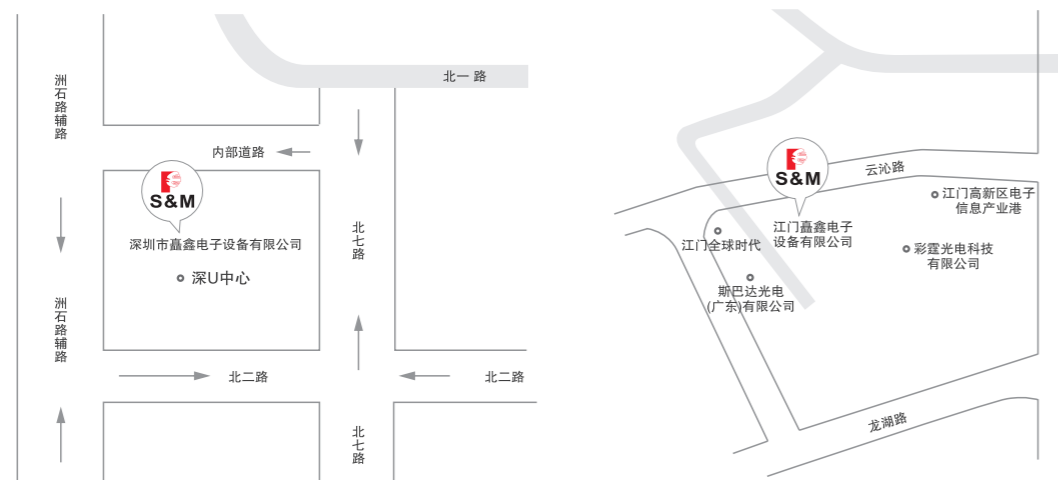 洲石路辅路
北一 路
内部道路
S&M
深圳市矗鑫电子设备有限公司
深U中心
北七路
洲石路辅路
北二路
北二路
北七路
S&M
云沁路
江门高新区电子
信息产业港
江门矗鑫电子
设备有限公司
江门全球时代
彩霆光电科技
有限公司
斯巴达光电
(广东)有限公司
龙湖路